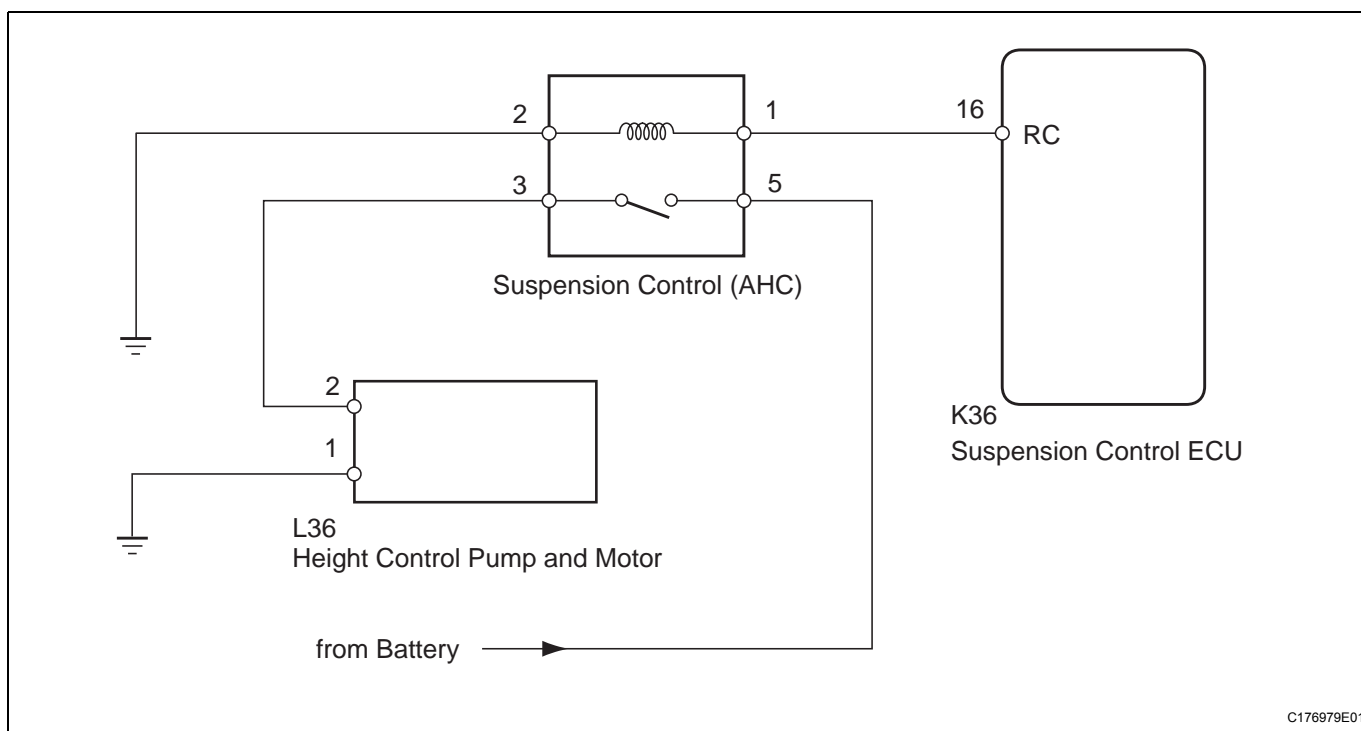 2
1
16
RC
3
5
Suspension Control (AHC)
2
K36
1
Suspension Control ECU
L36
Height Control Pump and Motor
from Battery
C176979E01